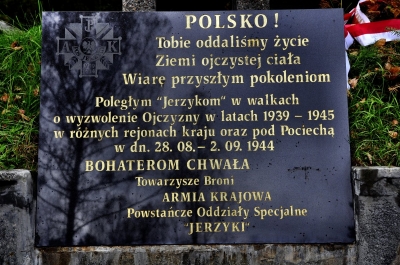 POLSKO !
Tobie oddaliśmy życie
Ziemi ojczystej ciała
Wiarę przyszłym pokoleniom
Poległym "Jerzykom" w walkach
o wyzwolenie Ojczyzny w latach 1939 - 1945
w różnych rejonach kraju oraz pod Pociechą
w dn. 28.08.- 2. 09. 1944
BOHATEROM CHWAŁA
Towarzysze Broni
ARMIA KRAJOWA
Powstańcze Oddziały Specjalne
"JERZYKI"